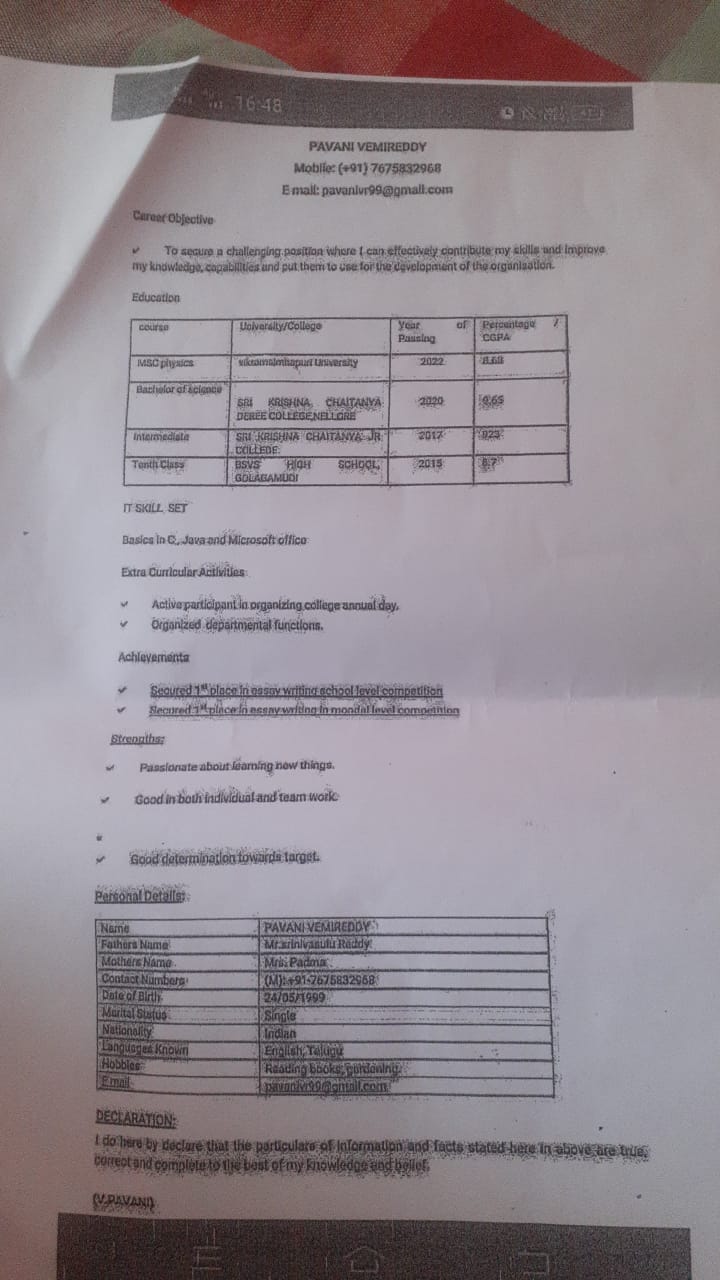 16:48
PAVANI VEMIREDDY
Mobile: (+91) 7675832968
E mail: pavanivr99@gmail.com
Career Objective
✓ To secure a challenging position where I can effectively contribute my skills and improve
my knowledge, capabilities and put them to use for the development of the organisation.
Education
course University/College Year of Percentage /
Passing CGPA
MSC physics vikramsimhapuri University 2022 8.68
Bachelor of science
SRI KRISHNA CHAITANYA 2020 9.65
DEREE COLLEGE,NELLORE
Intermediate SRI KRISHNA CHAITANYA JR 2017 923
COLLEDE
Tenth Class BSVS HIGH SCHOOL, 2015 8.7
GOLAGAMUDI
IT SKILL SET
Basics in C, Java and Microsoft office
Extra Curricular Activities
✓ Active participant in organizing college annual day.
✓ Organized departmental functions.
Achievements
✓ Secured 1st place in essay writing school level competition
✓ Secured 1st place in essay writing in mondal level competition
Strengths:
✓ Passionate about learning new things.
✓ Good in both individual and team work.
✓ Good determination towards target.
Personal Details:
Name PAVANI VEMIREDDY
Fathers Name Mr.srinivasulu Reddy
Mothers Name Mrs. Padma
Contact Numbers (M):+91-7675832968
Date of Birth 24/05/1999
Marital Status Single
Nationality Indian
Languages Known English, Telugu
Hobbies Reading books, gardening.
Email pavanivr99@gmail.com
DECLARATION:
I do here by declare that the particulars of information and facts stated here in above are true,
correct and complete to the best of my knowledge and belief.
(V.PAVANI)